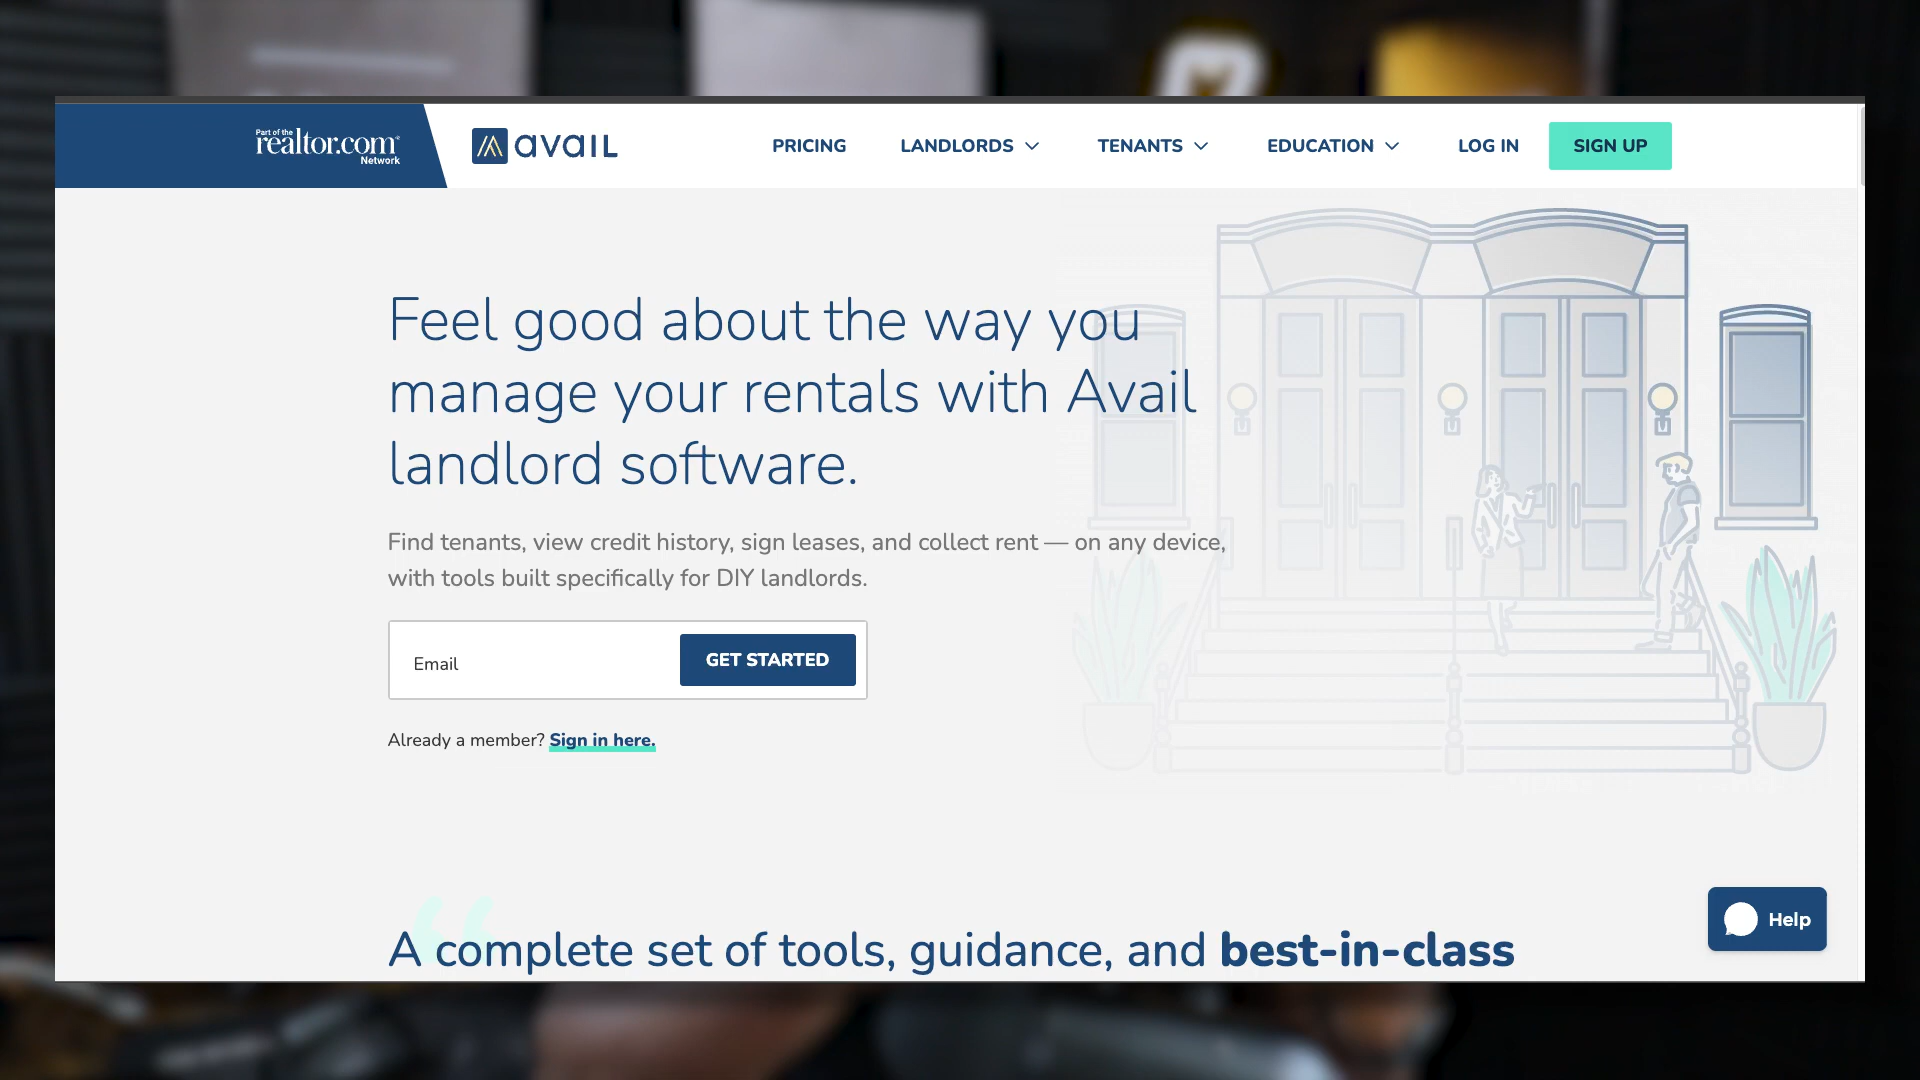 Part of the
realtor.com®
Network
avail
PRICING
LANDLORDS
TENANTS
EDUCATION
LOG IN
SIGN UP
Feel good about the way you
manage your rentals with Avail
landlord software.
Find tenants, view credit history, sign leases, and collect rent — on any device,
with tools built specifically for DIY landlords.
Email
GET STARTED
Already a member? Sign in here.
“
A complete set of tools, guidance, and best-in-class
Help